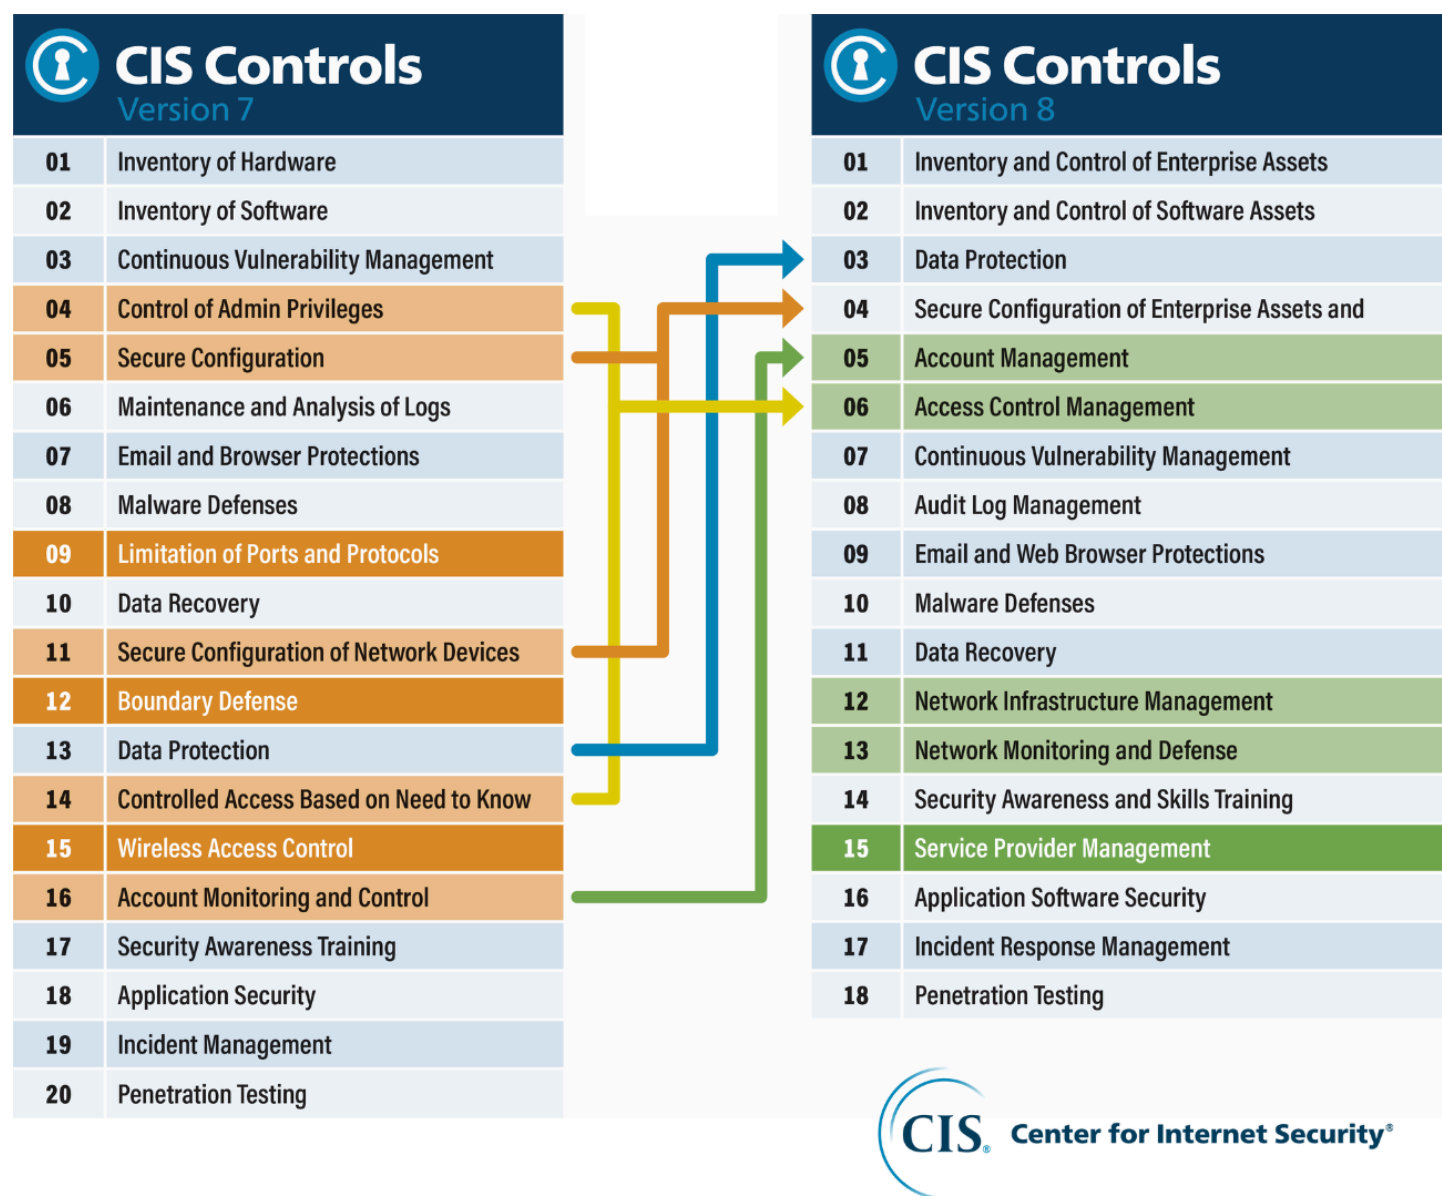 CIS Controls
Version 7
01 Inventory of Hardware
02 Inventory of Software
03 Continuous Vulnerability Management
04 Control of Admin Privileges
05 Secure Configuration
06 Maintenance and Analysis of Logs
07 Email and Browser Protections
08 Malware Defenses
09 Limitation of Ports and Protocols
10 Data Recovery
11 Secure Configuration of Network Devices
12 Boundary Defense
13 Data Protection
14 Controlled Access Based on Need to Know
15 Wireless Access Control
16 Account Monitoring and Control
17 Security Awareness Training
18 Application Security
19 Incident Management
20 Penetration Testing
CIS Controls
Version 8
01 Inventory and Control of Enterprise Assets
02 Inventory and Control of Software Assets
03 Data Protection
04 Secure Configuration of Enterprise Assets and
05 Account Management
06 Access Control Management
07 Continuous Vulnerability Management
08 Audit Log Management
09 Email and Web Browser Protections
10 Malware Defenses
11 Data Recovery
12 Network Infrastructure Management
13 Network Monitoring and Defense
14 Security Awareness and Skills Training
15 Service Provider Management
16 Application Software Security
17 Incident Response Management
18 Penetration Testing
CIS® Center for Internet Security®